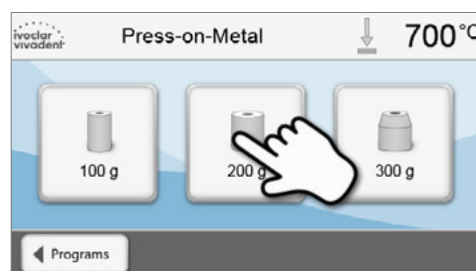 ivoclar
vivadent
Press-on-Metal
700°C
100 g
200 g
300 g
Programs